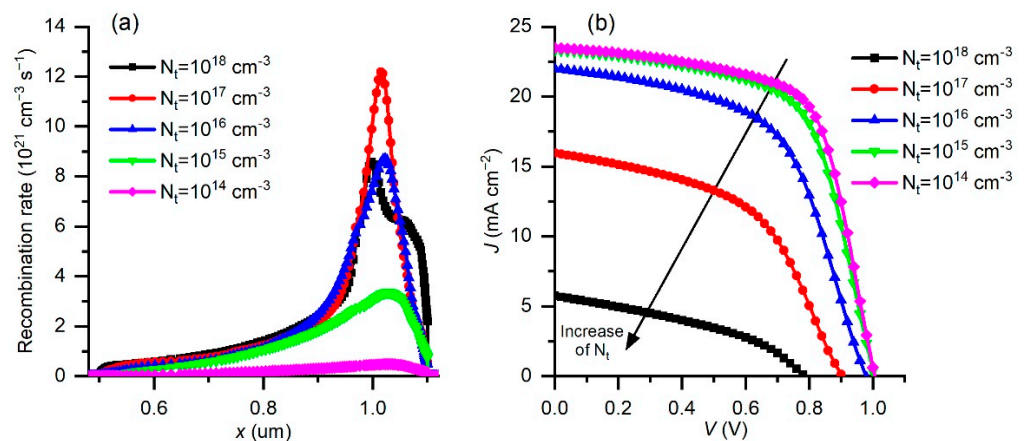 (a)
Recombination rate (10²¹ cm⁻³ s⁻¹)
14
12
10
8
6
4
2
0
Nₜ=10¹⁸ cm⁻³
Nₜ=10¹⁷ cm⁻³
Nₜ=10¹⁶ cm⁻³
Nₜ=10¹⁵ cm⁻³
Nₜ=10¹⁴ cm⁻³
0.6 0.8 1.0
x (um)
(b)
J (mA cm⁻²)
25
20
15
10
5
0
Nₜ=10¹⁸ cm⁻³
Nₜ=10¹⁷ cm⁻³
Nₜ=10¹⁶ cm⁻³
Nₜ=10¹⁵ cm⁻³
Nₜ=10¹⁴ cm⁻³
Increase
of Nₜ
0.0 0.2 0.4 0.6 0.8 1.0
V (V)